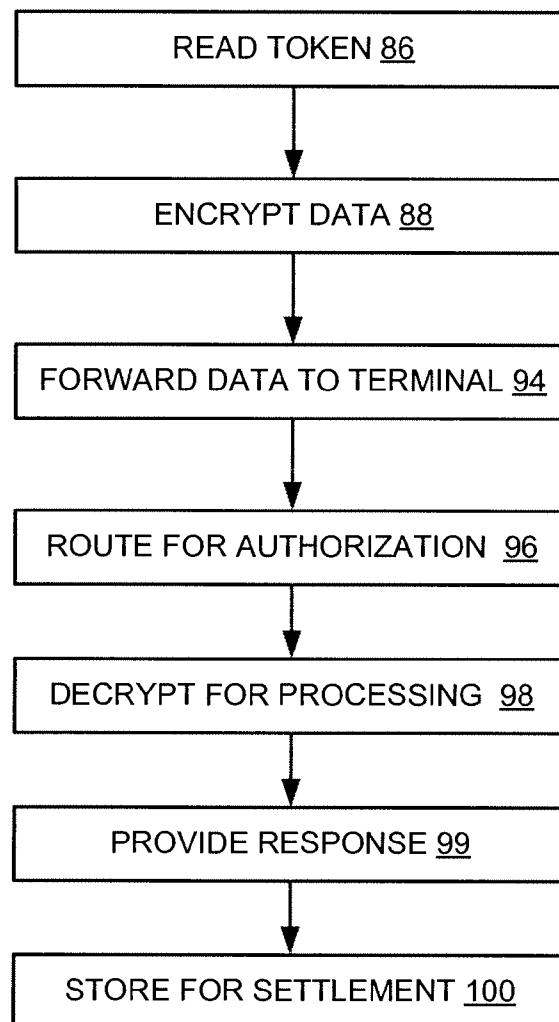 READ TOKEN 86
ENCRYPT DATA 88
FORWARD DATA TO TERMINAL 94
ROUTE FOR AUTHORIZATION 96
DECRYPT FOR PROCESSING 98
PROVIDE RESPONSE 99
STORE FOR SETTLEMENT 100